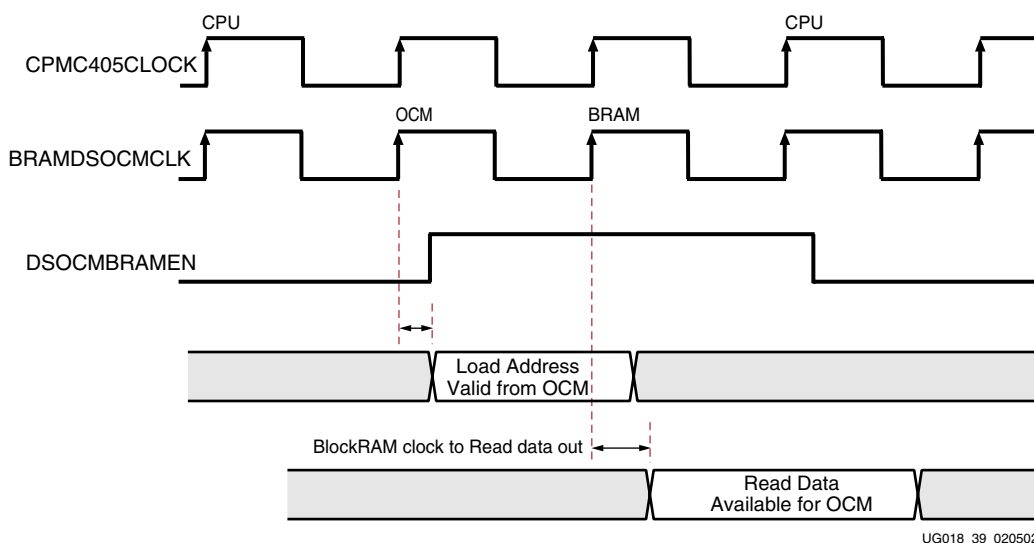 CPU
CPU
CPMC405CLOCK
OCM
BRAM
BRAMDSOCMCLK
DSOCMBRAMEN
Load Address
Valid from OCM
BlockRAM clock to Read data out
Read Data
Available for OCM
UG018_39_020502